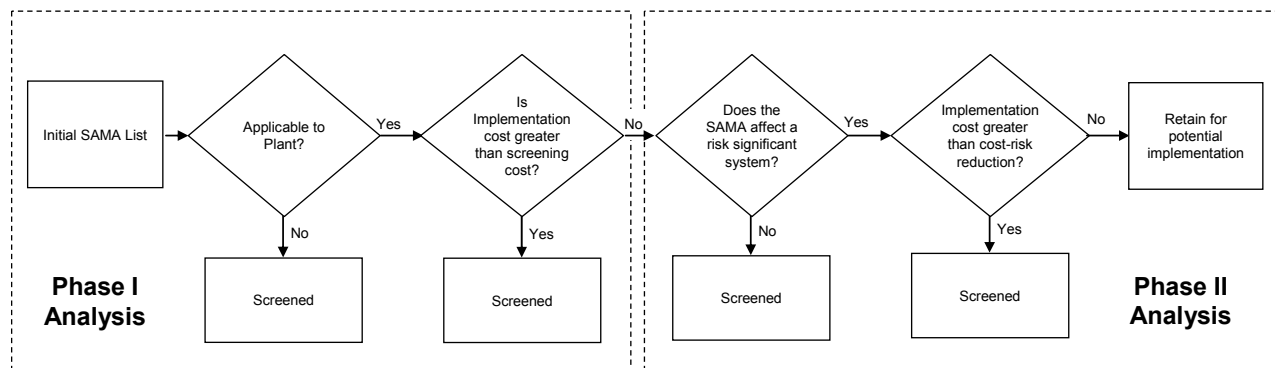 Initial SAMA List
Applicable to
Plant?
Yes
No
Screened
Is
Implementation
cost greater
than screening
cost?
No
Yes
Screened
Phase I
Analysis
Does the
SAMA affect a
risk significant
system?
Yes
No
Screened
Implementation
cost greater
than cost-risk
reduction?
No
Yes
Screened
Retain for
potential
implementation
Phase II
Analysis